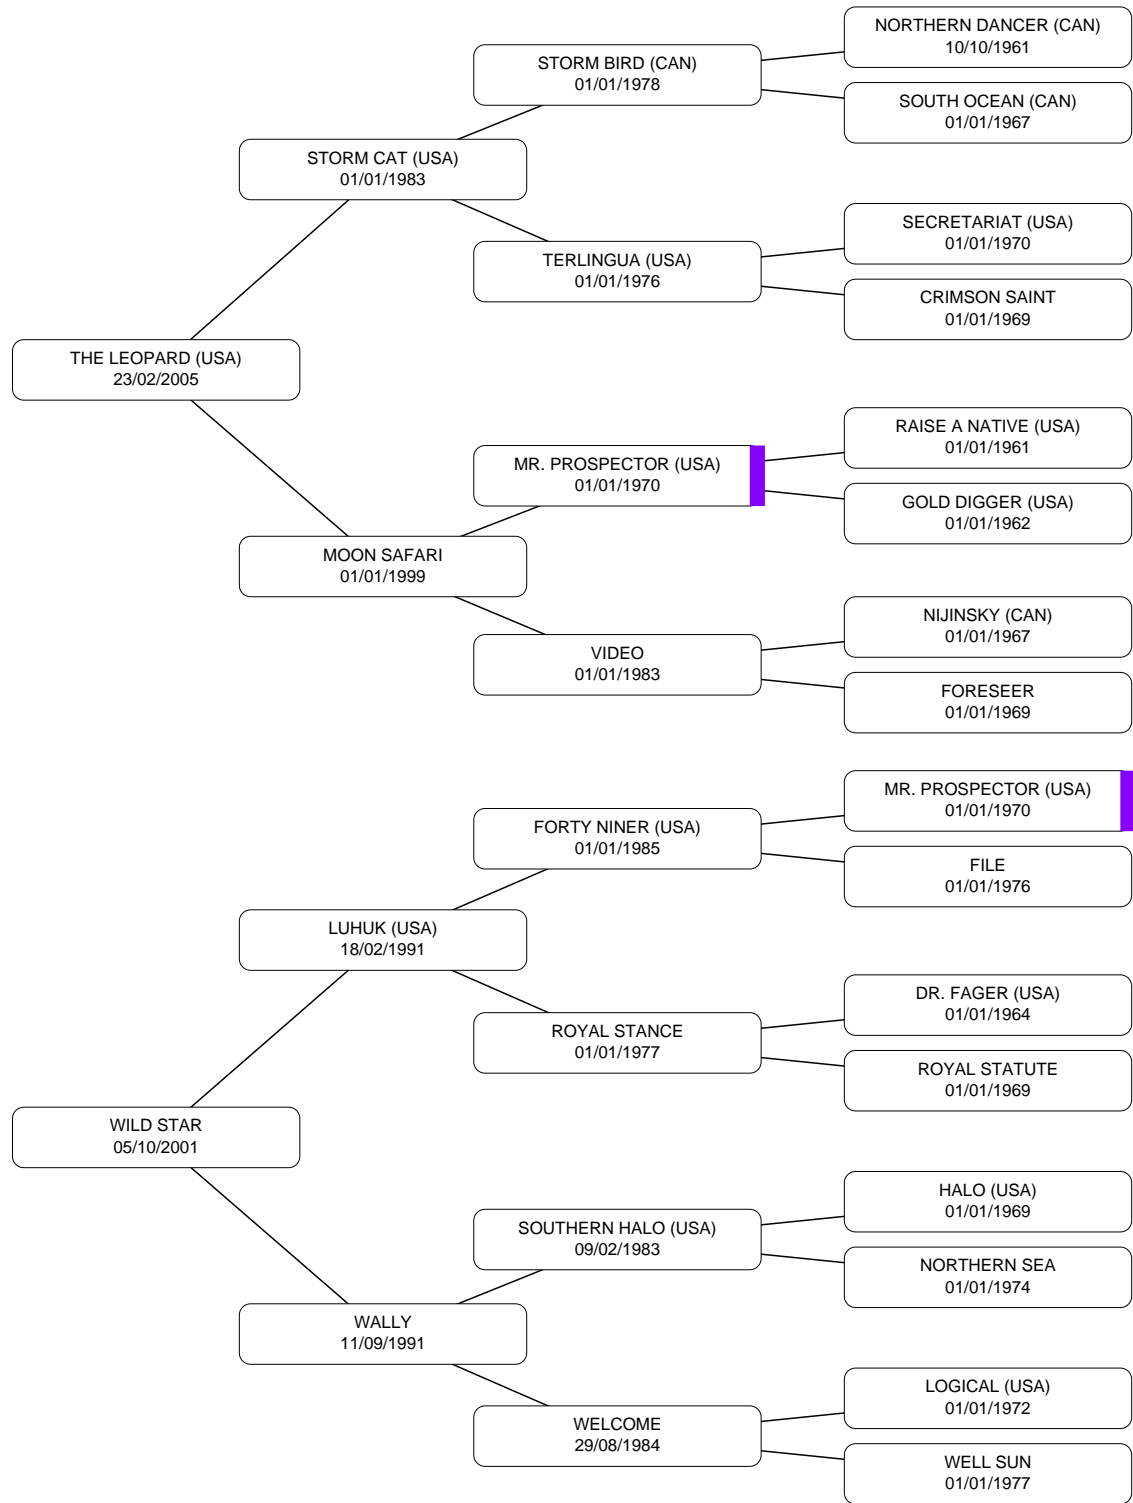 NORTHERN DANCER (CAN)
10/10/1961
STORM BIRD (CAN)
01/01/1978
SOUTH OCEAN (CAN)
01/01/1967
STORM CAT (USA)
01/01/1983
SECRETARIAT (USA)
01/01/1970
TERLINGUA (USA)
01/01/1976
CRIMSON SAINT
01/01/1969
THE LEOPARD (USA)
23/02/2005
RAISE A NATIVE (USA)
01/01/1961
MR. PROSPECTOR (USA)
01/01/1970
GOLD DIGGER (USA)
01/01/1962
MOON SAFARI
01/01/1999
NIJINSKY (CAN)
01/01/1967
VIDEO
01/01/1983
FORESEER
01/01/1969
MR. PROSPECTOR (USA)
01/01/1970
FORTY NINER (USA)
01/01/1985
FILE
01/01/1976
LUHUK (USA)
18/02/1991
DR. FAGER (USA)
01/01/1964
ROYAL STANCE
01/01/1977
ROYAL STATUTE
01/01/1969
WILD STAR
05/10/2001
HALO (USA)
01/01/1969
SOUTHERN HALO (USA)
09/02/1983
NORTHERN SEA
01/01/1974
WALLY
11/09/1991
LOGICAL (USA)
01/01/1972
WELCOME
29/08/1984
WELL SUN
01/01/1977